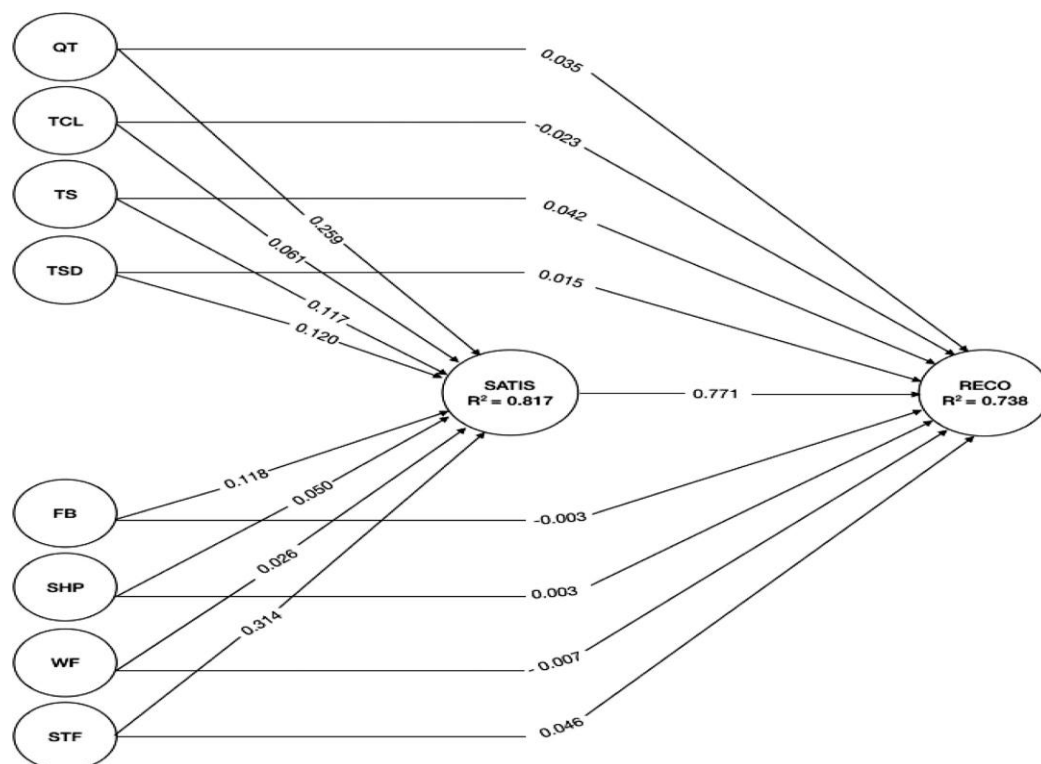 QT
0.035
TCL
-0.023
TS
0.042
0.259
0.061
TSD
0.015
0.117
0.120
SATIS
R² = 0.817
0.771
RECO
R² = 0.738
0.118
0.050
FB
-0.003
0.026
SHP
0.003
0.314
WF
- 0.007
STF
0.046